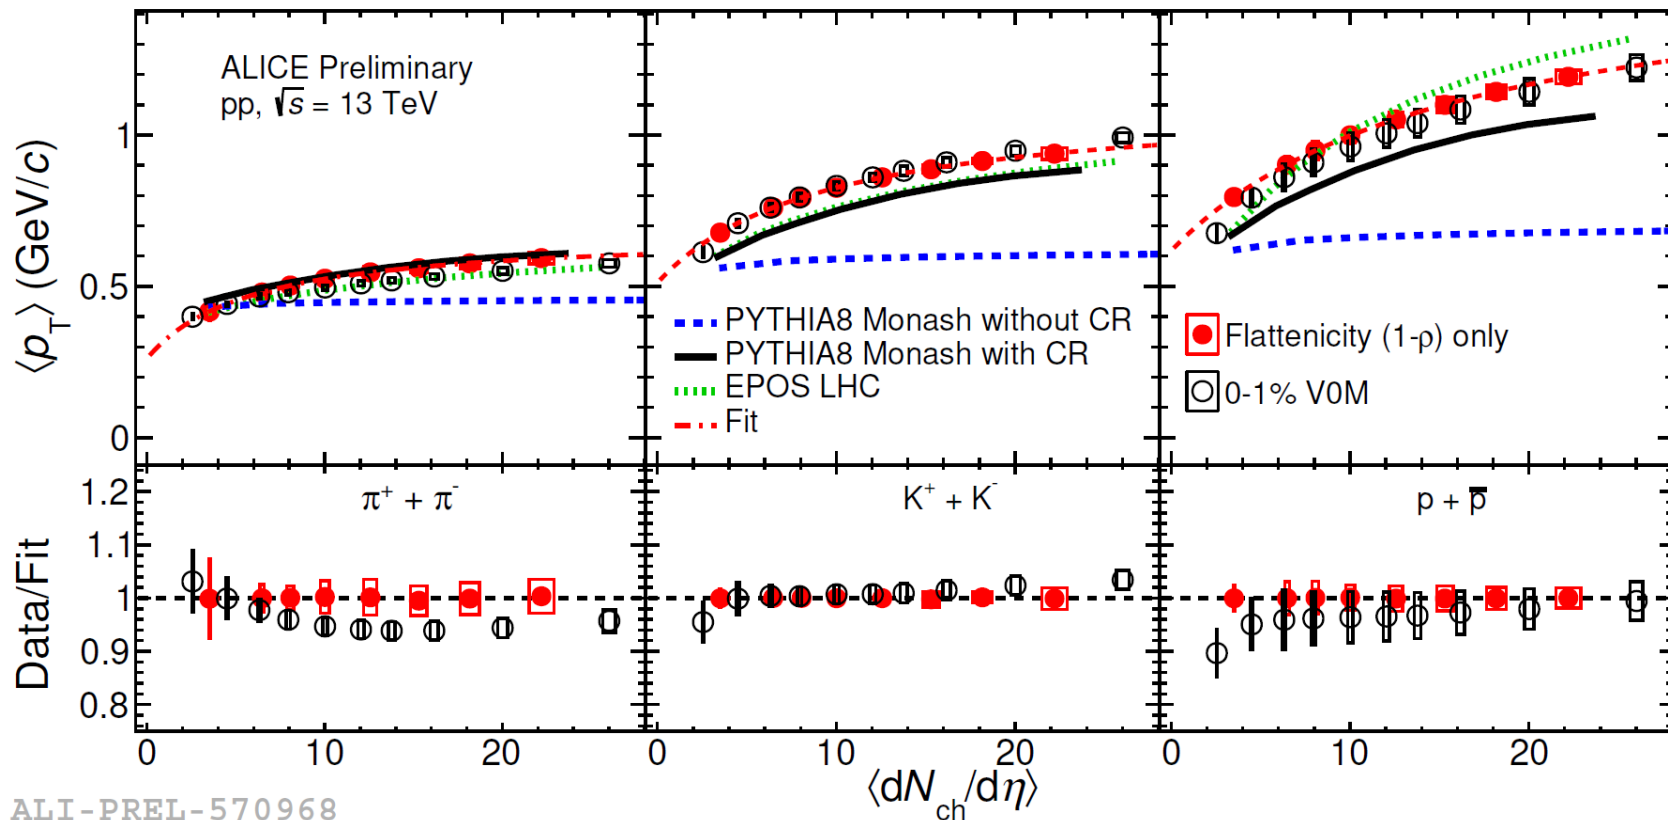 ALICE Preliminary
pp, √s = 13 TeV
⟨p_T⟩ (GeV/c)
1
0.5
0
PYTHIA8 Monash without CR
PYTHIA8 Monash with CR
EPOS LHC
Fit
Flattenicity (1-ρ) only
0-1% V0M
π⁺ + π⁻
K⁺ + K⁻
p + p̅
Data/Fit
1.2
1.1
1
0.9
0.8
0 10 20 0 10 20 0 10 20
⟨dN_ch/dη⟩
ALI-PREL-570968